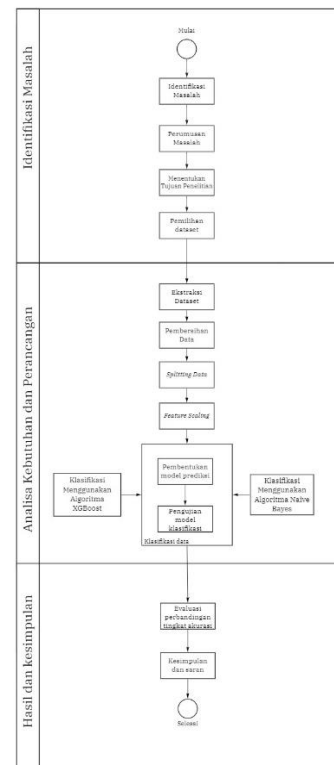 Identifikasi Masalah
Mulai
Identifikasi
Masalah
Perumusan
Masalah
Menentukan
Tujuan Penelitian
Pemilihan
dataset
Analisa Kebutuhan dan Perancangan
Ekstraksi
Dataset
Pembersihan
Data
Splitting Data
Feature Scaling
Klasifikasi
Menggunakan
Algoritma
XGBoost
Pembentukan
model prediksi
Pengujian
model klasifikasi
Klasifikasi data
Klasifikasi
Menggunakan
Algoritma Naive
Bayes
Hasil dan kesimpulan
Evaluasi
perbandingan
tingkat akurasi
Kesimpulan
dan saran
Selesai